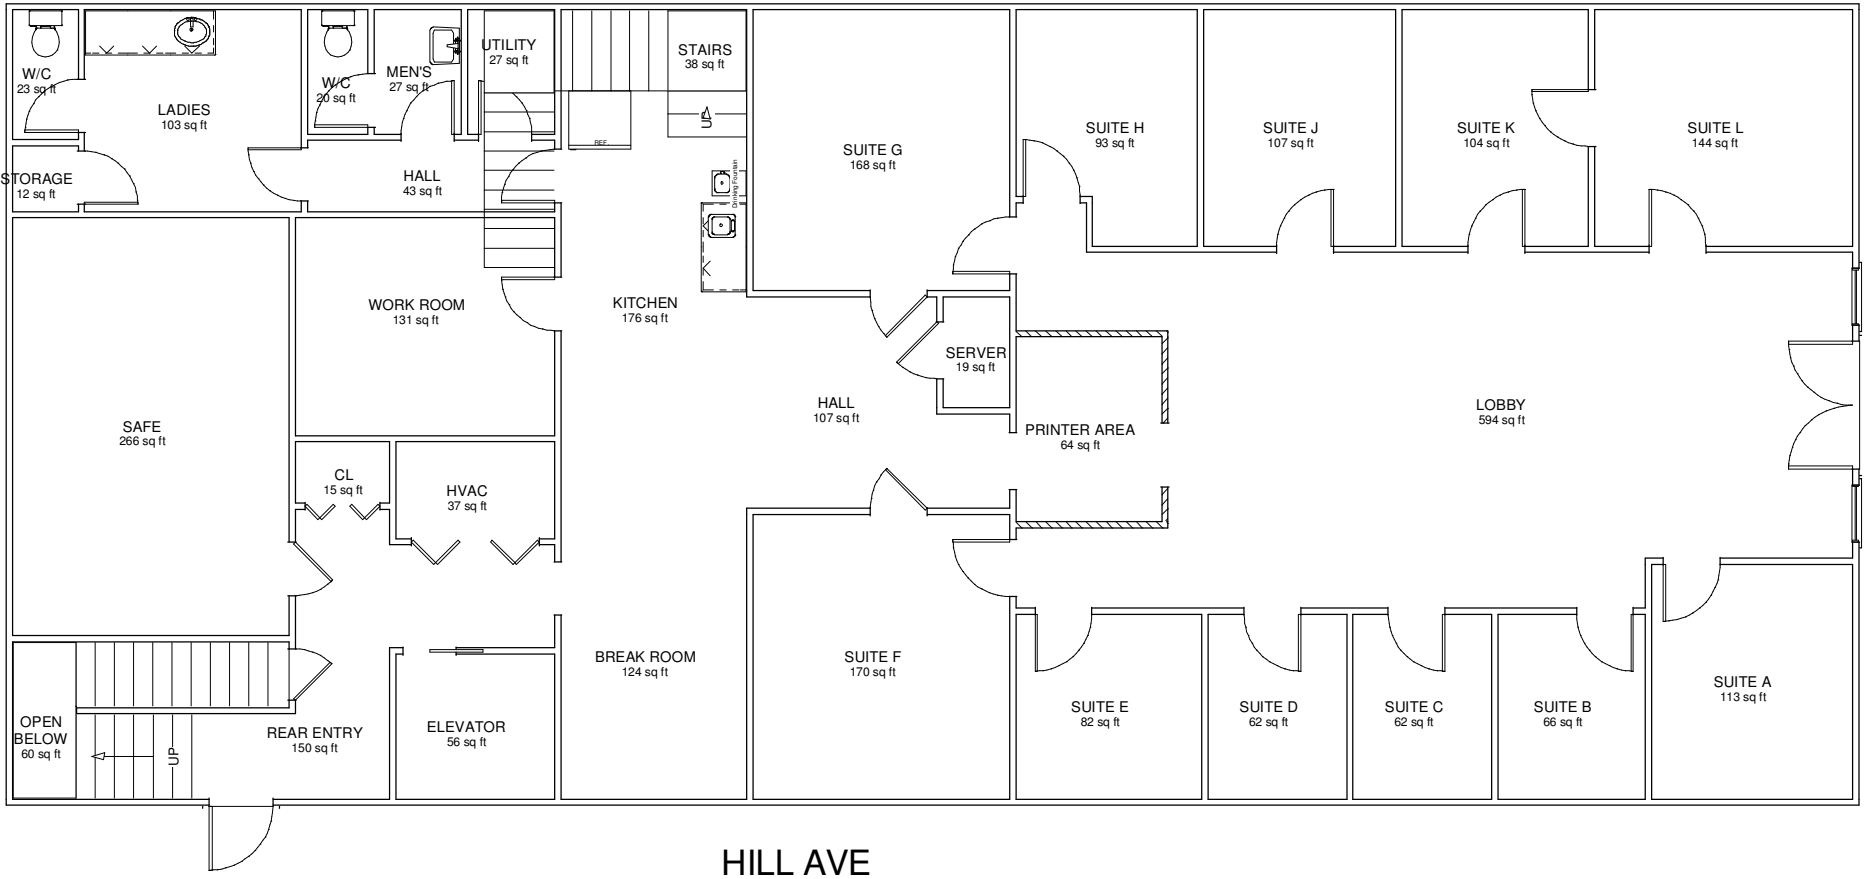 W/C
23 sq ft
LADIES
103 sq ft
STORAGE
12 sq ft
W/C
20 sq ft
MEN'S
27 sq ft
UTILITY
27 sq ft
HALL
43 sq ft
STAIRS
38 sq ft
UP
REF.
Drinking Fountain
SUITE G
168 sq ft
SUITE H
93 sq ft
SUITE J
107 sq ft
SUITE K
104 sq ft
SUITE L
144 sq ft
SAFE
266 sq ft
WORK ROOM
131 sq ft
KITCHEN
176 sq ft
SERVER
19 sq ft
HALL
107 sq ft
PRINTER AREA
64 sq ft
LOBBY
594 sq ft
CL
15 sq ft
HVAC
37 sq ft
OPEN
BELOW
60 sq ft
UP
REAR ENTRY
150 sq ft
ELEVATOR
56 sq ft
BREAK ROOM
124 sq ft
SUITE F
170 sq ft
SUITE E
82 sq ft
SUITE D
62 sq ft
SUITE C
62 sq ft
SUITE B
66 sq ft
SUITE A
113 sq ft
HILL AVE